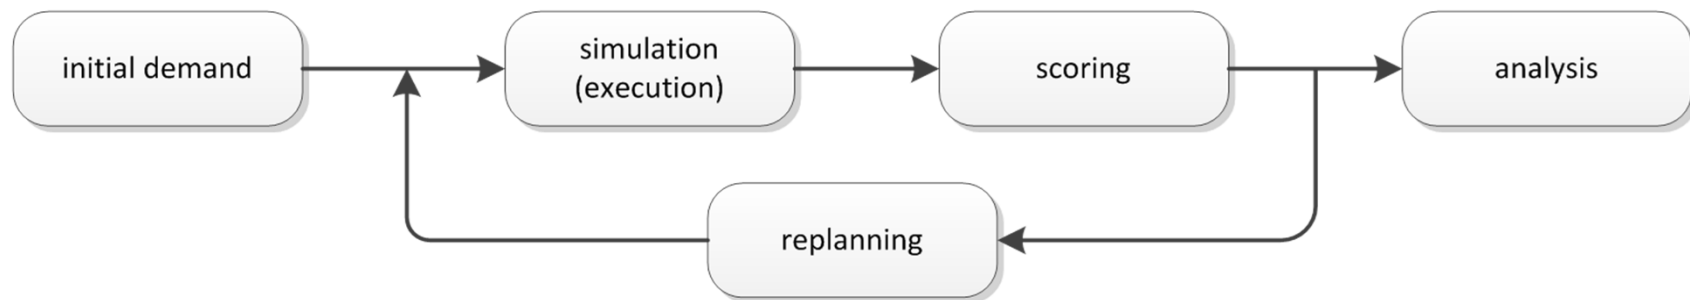 initial demand
simulation
(execution)
scoring
analysis
replanning